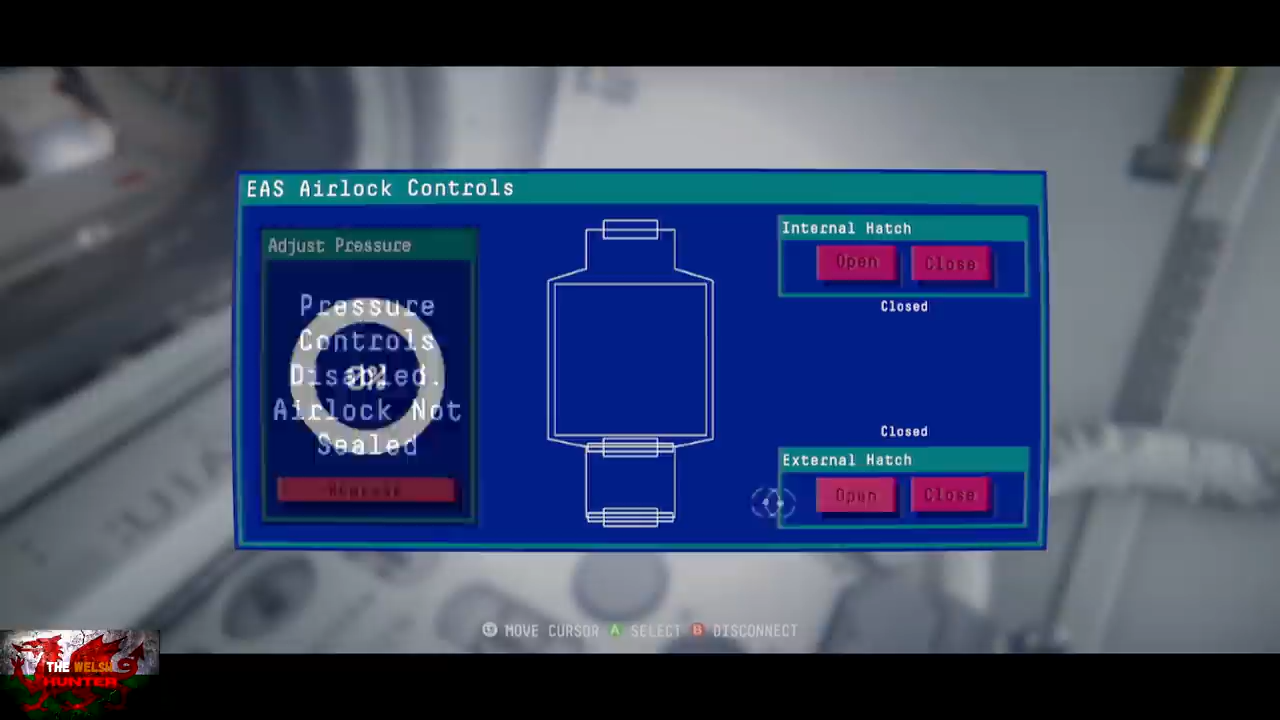 EAS Airlock Controls
Adjust Pressure
Pressure
Controls
Disabled.
Airlock Not
Sealed
Internal Hatch
Open Close
Closed
Closed
External Hatch
Open Close
MOVE CURSOR A SELECT B DISCONNECT
THE WELSH
HUNTER